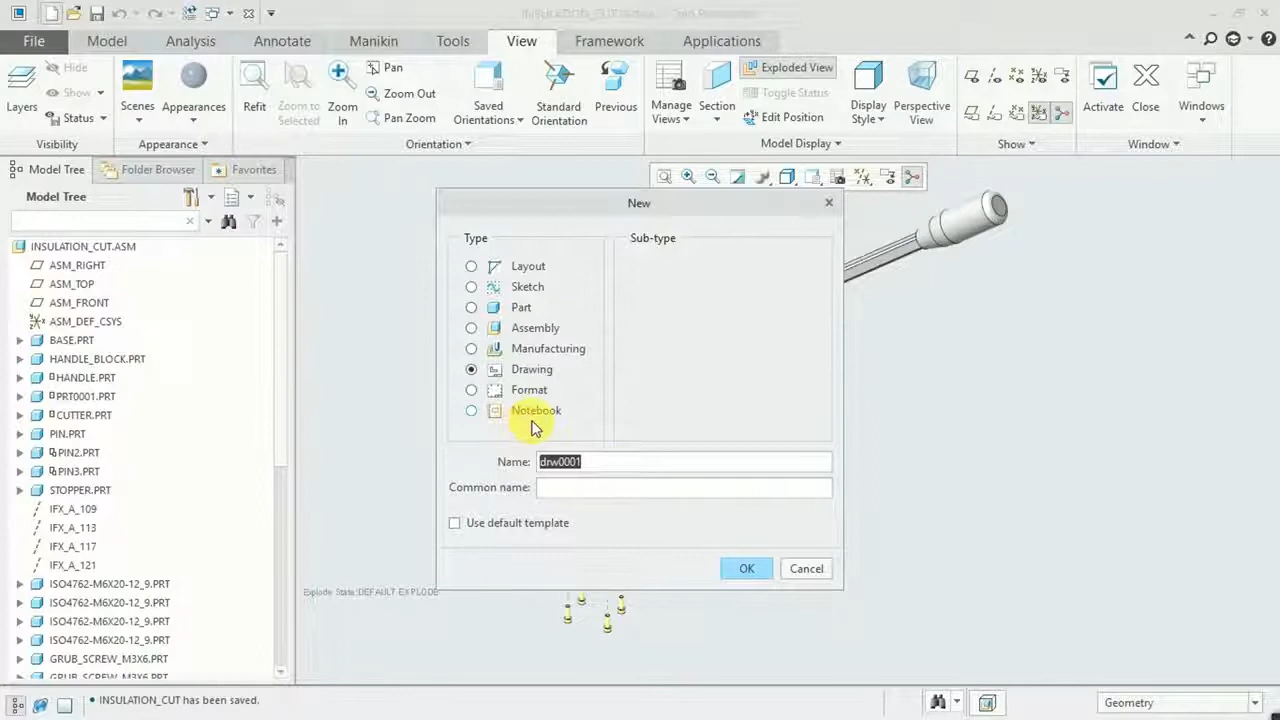 File Model Analysis Annotate Manikin Tools View Framework Applications
Layers
Hide
Show
Status
Visibility
Scenes
Appearances
Appearance
Refit
Zoom to Selected
Zoom In
Pan
Zoom Out
Pan Zoom
Saved Orientations
Standard Orientation
Previous
Orientation
Manage Views
Section
Exploded View
Toggle Status
Edit Position
Display Style
Perspective View
Model Display
Show
Activate
Close
Windows
Window
Model Tree
Folder Browser
Favorites
Model Tree
INSULATION_CUT.ASM
ASM_RIGHT
ASM_TOP
ASM_FRONT
ASM_DEF_CSYS
BASE.PRT
HANDLE_BLOCK.PRT
HANDLE.PRT
PRT0001.PRT
CUTTER.PRT
PIN.PRT
PIN2.PRT
PIN3.PRT
STOPPER.PRT
IFX_A_109
IFX_A_113
IFX_A_117
IFX_A_121
ISO4762-M6X20-12_9.PRT
ISO4762-M6X20-12_9.PRT
ISO4762-M6X20-12_9.PRT
ISO4762-M6X20-12_9.PRT
GRUB_SCREW_M3X6.PRT
GRUB_SCREW_M3X6.PRT
New
Type
Sub-type
Layout
Sketch
Part
Assembly
Manufacturing
Drawing
Format
Notebook
Name: drw0001
Common name:
Use default template
OK
Cancel
Explode State:DEFAULT EXPLODE
• INSULATION_CUT has been saved.
Geometry